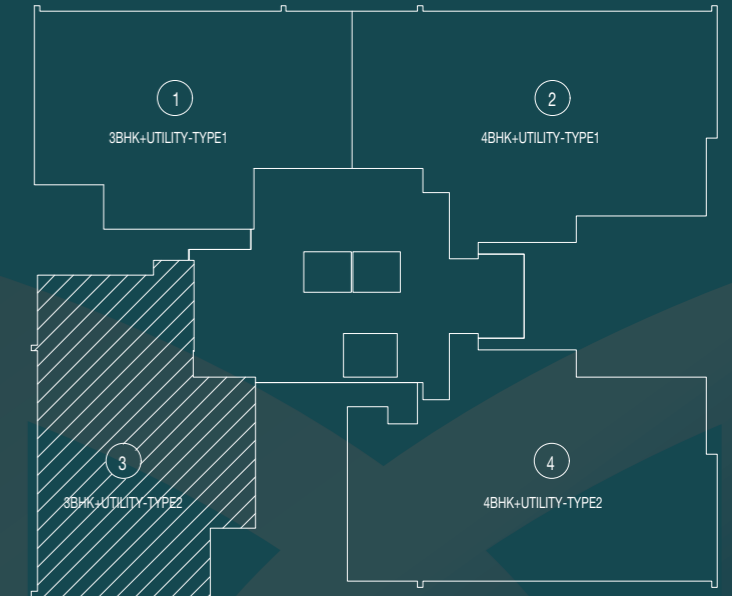 1
3BHK+UTILITY-TYPE1
2
4BHK+UTILITY-TYPE1
3
3BHK+UTILITY-TYPE2
4
4BHK+UTILITY-TYPE2